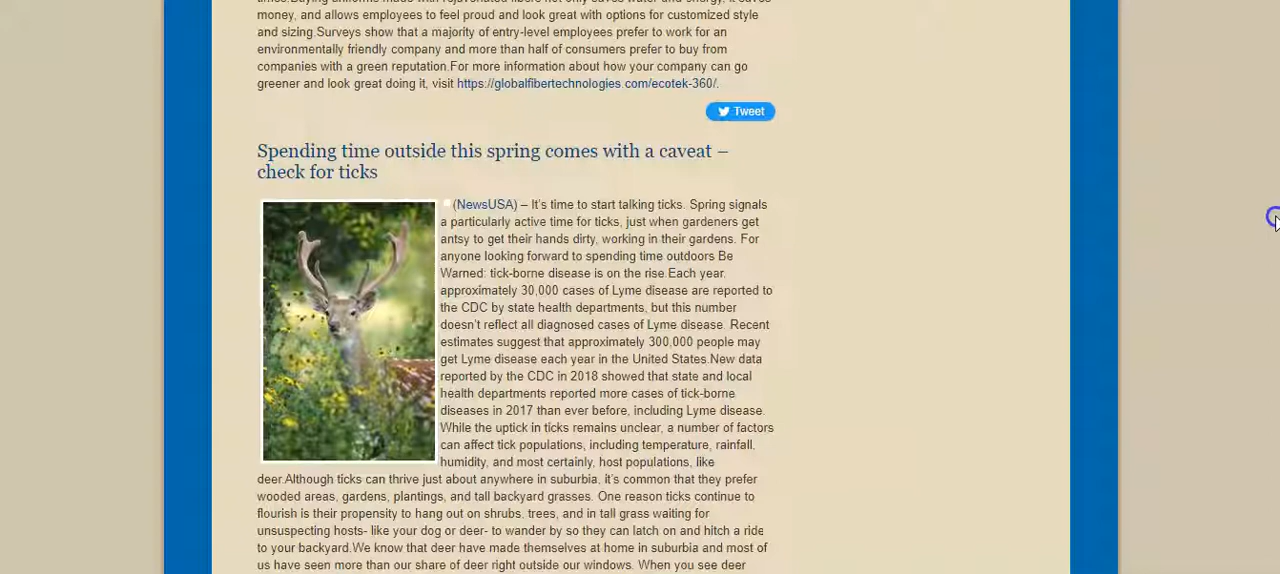 money, and allows employees to feel proud and look great with options for customized style
and sizing.Surveys show that a majority of entry-level employees prefer to work for an
environmentally friendly company and more than half of consumers prefer to buy from
companies with a green reputation.For more information about how your company can go
greener and look great doing it, visit https://globalfibertechnologies.com/ecotek-360/.
Tweet
Spending time outside this spring comes with a caveat –
check for ticks
(NewsUSA) – It's time to start talking ticks. Spring signals
a particularly active time for ticks, just when gardeners get
antsy to get their hands dirty, working in their gardens. For
anyone looking forward to spending time outdoors Be
Warned: tick-borne disease is on the rise.Each year,
approximately 30,000 cases of Lyme disease are reported to
the CDC by state health departments, but this number
doesn't reflect all diagnosed cases of Lyme disease. Recent
estimates suggest that approximately 300,000 people may
get Lyme disease each year in the United States.New data
reported by the CDC in 2018 showed that state and local
health departments reported more cases of tick-borne
diseases in 2017 than ever before, including Lyme disease.
While the uptick in ticks remains unclear, a number of factors
can affect tick populations, including temperature, rainfall,
humidity, and most certainly, host populations, like
deer.Although ticks can thrive just about anywhere in suburbia, it's common that they prefer
wooded areas, gardens, plantings, and tall backyard grasses. One reason ticks continue to
flourish is their propensity to hang out on shrubs, trees, and in tall grass waiting for
unsuspecting hosts- like your dog or deer- to wander by so they can latch on and hitch a ride
to your backyard.We know that deer have made themselves at home in suburbia and most of
us have seen more than our share of deer right outside our windows. When you see deer